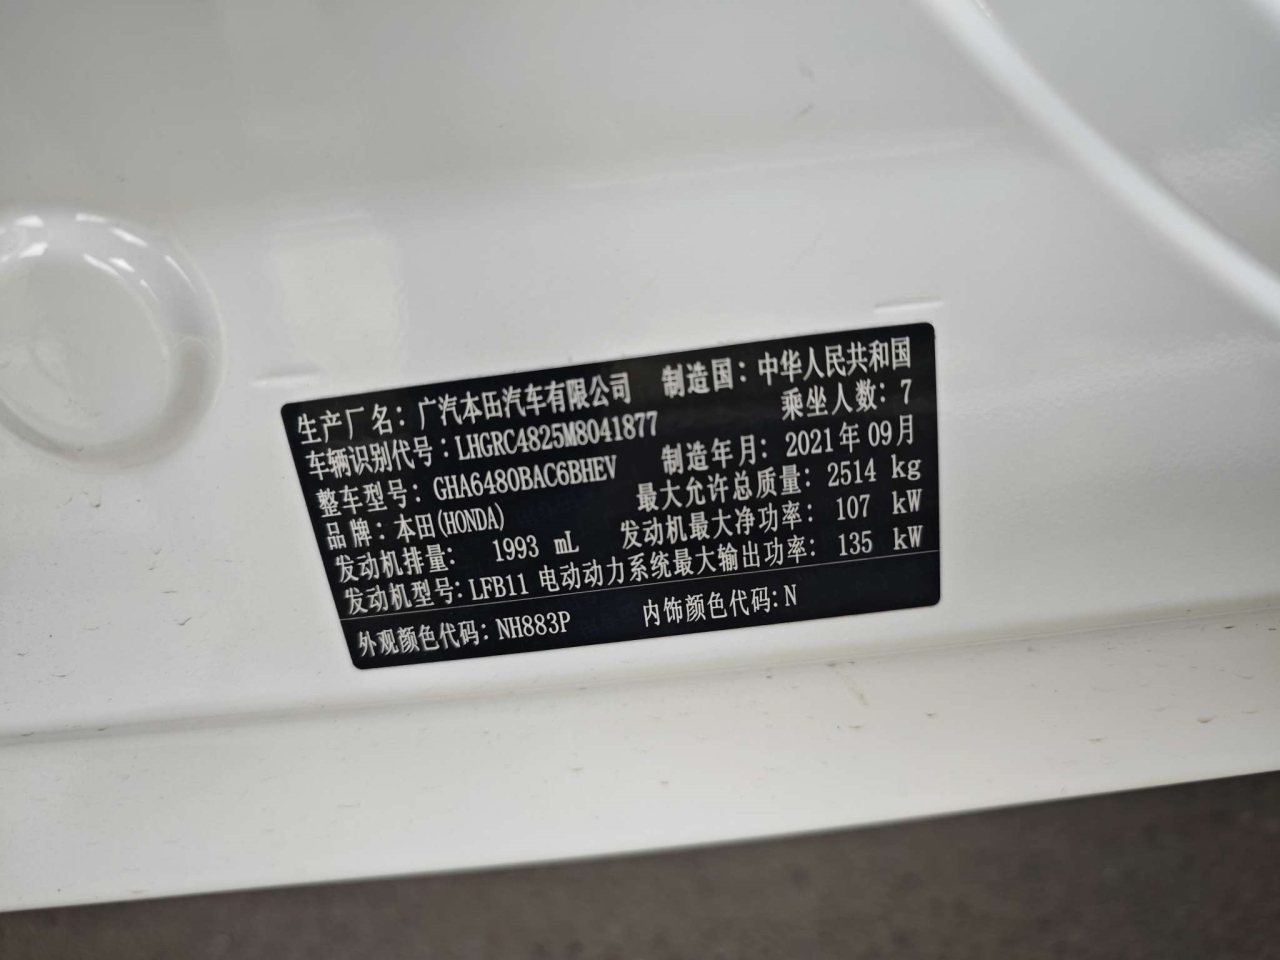 生产厂名：广汽本田汽车有限公司 制造国：中华人民共和国
车辆识别代号：LHGRC4825M8041877 乘坐人数：7
整车型号：GHA6480BAC6BHEV 制造年月：2021年09月
品牌：本田(HONDA) 最大允许总质量：2514 kg
发动机排量： 1993 mL 发动机最大净功率：107 kW
发动机型号：LFB11 电动动力系统最大输出功率：135 kW
外观颜色代码：NH883P 内饰颜色代码:N